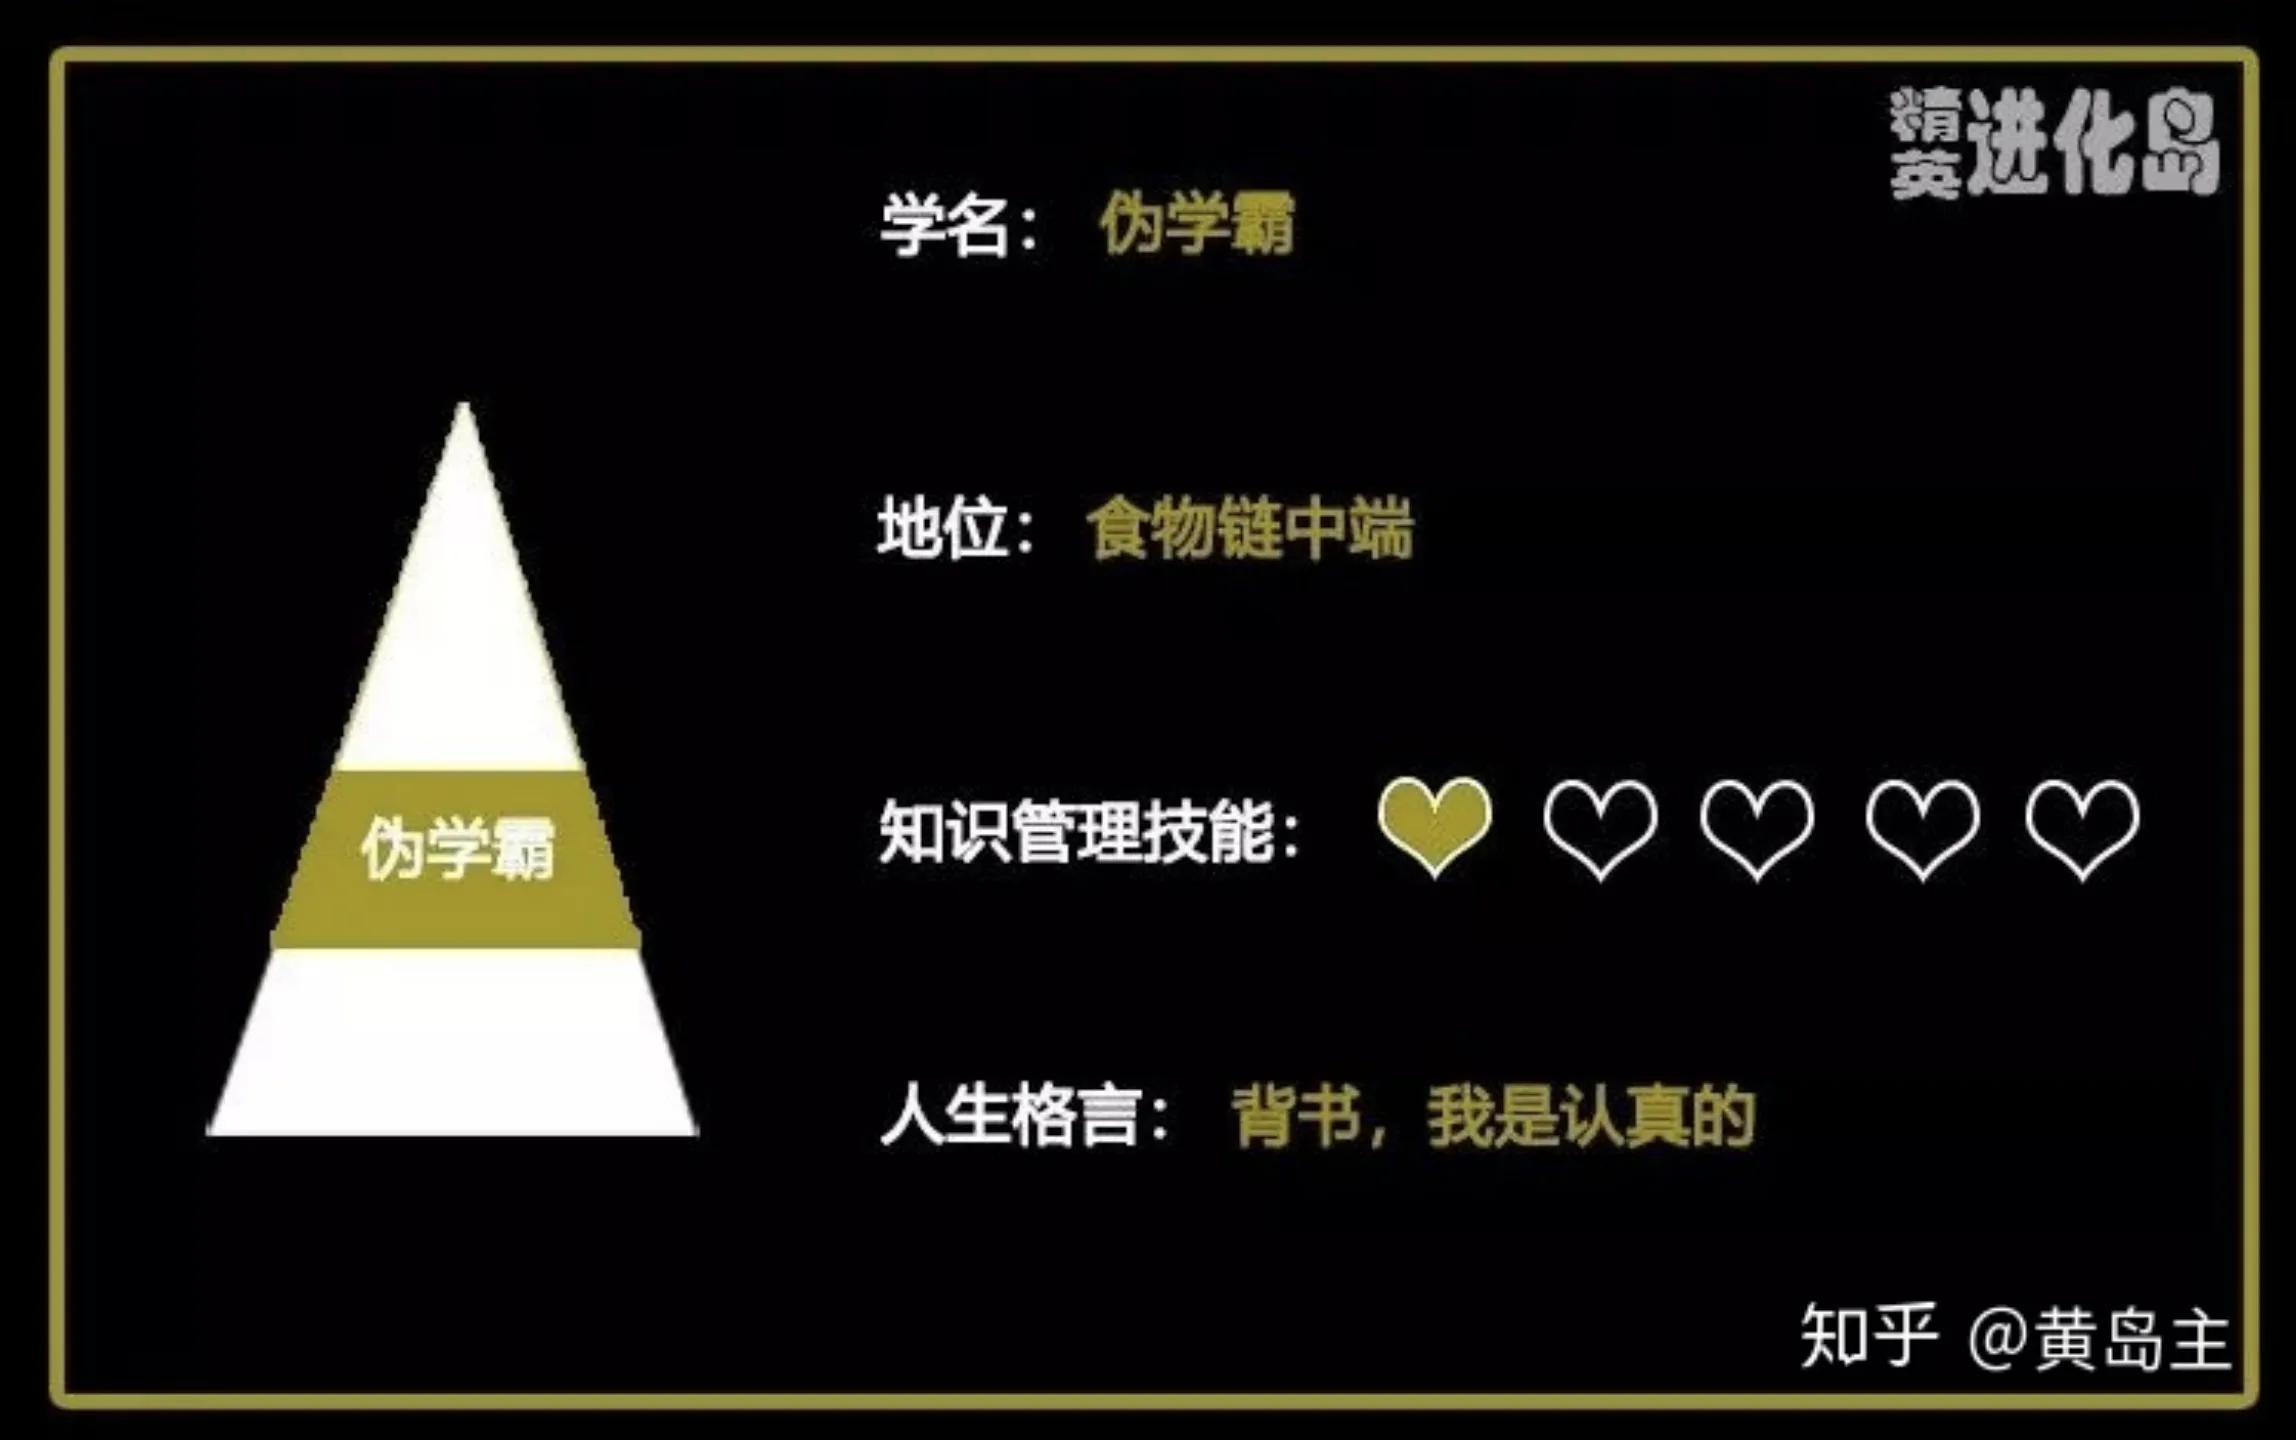 精英进化岛
学名： 伪学霸
地位： 食物链中端
伪学霸
知识管理技能：
人生格言： 背书，我是认真的
知乎 @黄岛主